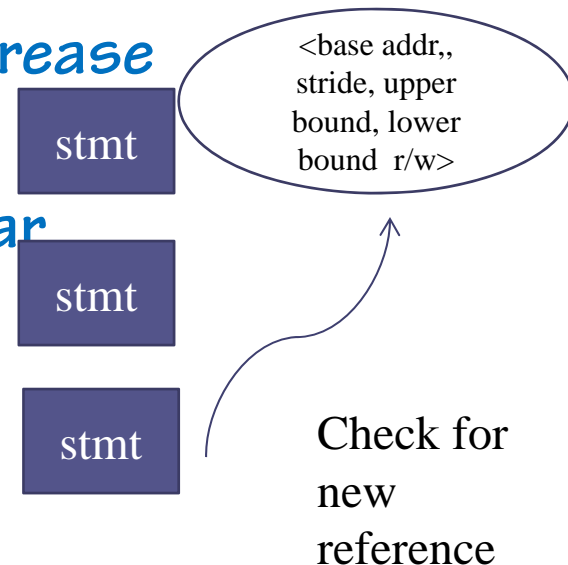 rease
<base addr,,
stride, upper
bound, lower
bound r/w>
stmt
ar
stmt
stmt
Check for
new
reference